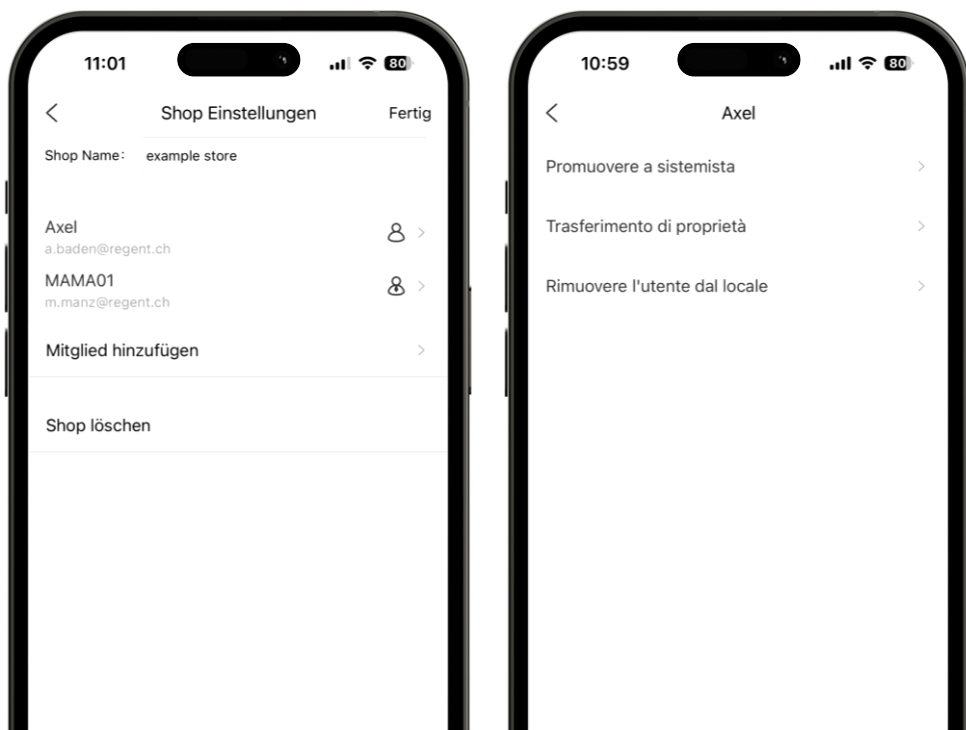 11:01
80
Shop Einstellungen
Fertig
Shop Name: example store
Axel
a.baden@regent.ch
MAMA01
m.manz@regent.ch
Mitglied hinzufügen
Shop löschen
10:59
80
Axel
Promuovere a sistemista
Trasferimento di proprietà
Rimuovere l'utente dal locale